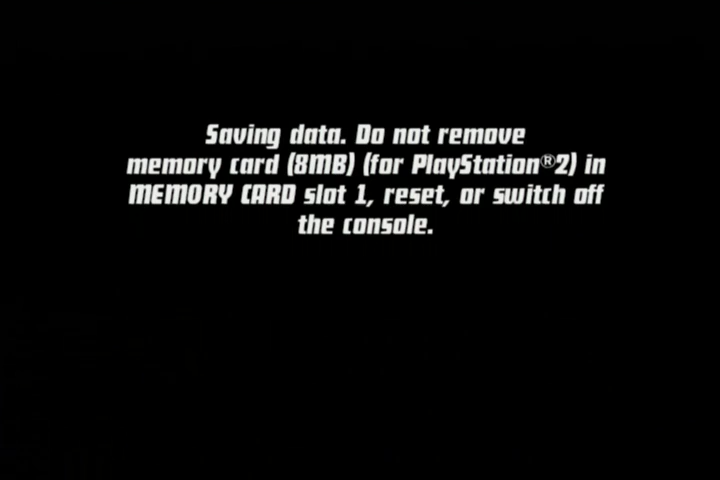 Saving data. Do not remove
memory card (8MB) (for PlayStation®2) in
MEMORY CARD slot 1, reset, or switch off
the console.